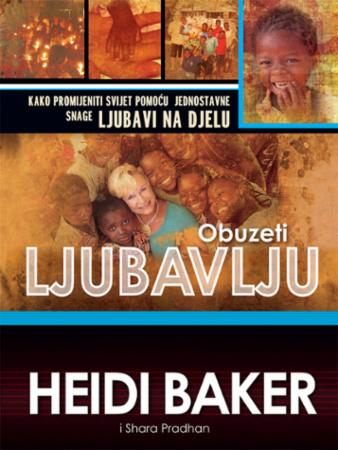 KAKO PROMIJENITI SVIJET POMOĆU JEDNOSTAVNE
SNAGE LJUBAVI NA DJELU
Obuzeti
LJUBAVLJU
HEIDI BAKER
i Shara Pradhan